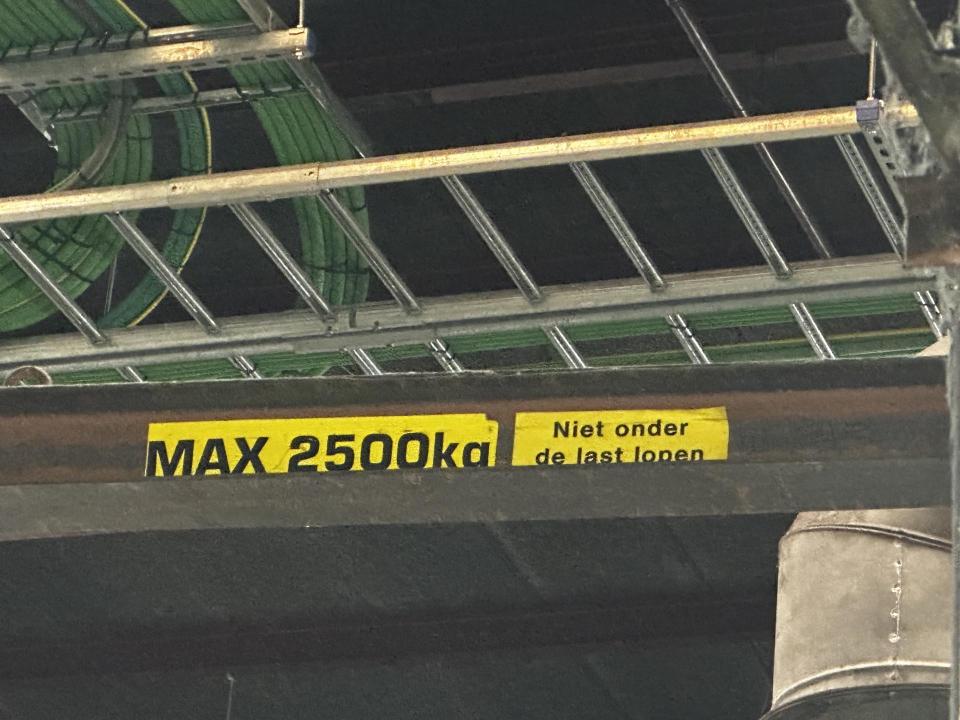 MAX 2500kg
Niet onder
de last lopen